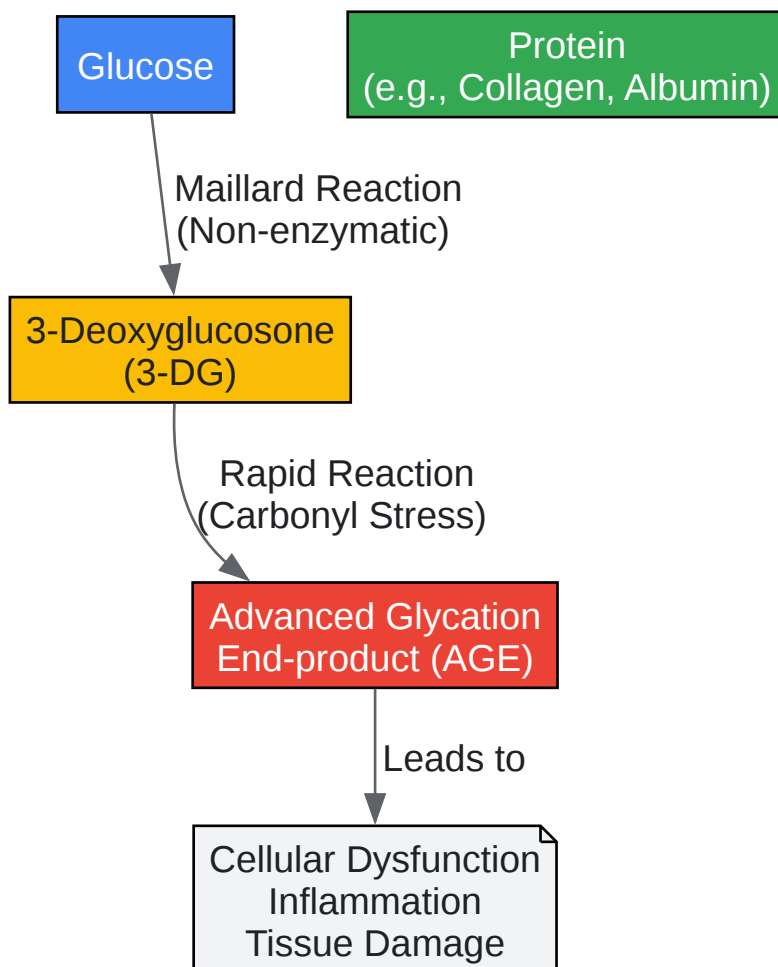 Glucose
Protein
(e.g., Collagen, Albumin)
Maillard Reaction
(Non-enzymatic)
3-Deoxyglucosone
(3-DG)
Rapid Reaction
(Carbonyl Stress)
Advanced Glycation
End-product (AGE)
Leads to
Cellular Dysfunction
Inflammation
Tissue Damage